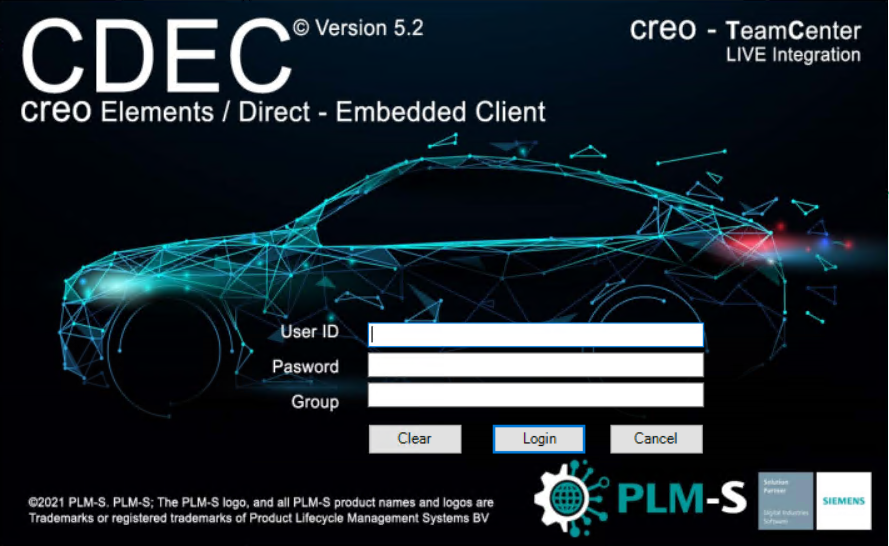 CDEC© Version 5.2
creo - TeamCenter
LIVE Integration
creo Elements / Direct - Embedded Client
User ID
Pasword
Group
Clear
Login
Cancel
©2021 PLM-S. PLM-S; The PLM-S logo, and all PLM-S product names and logos are
Trademarks or registered trademarks of Product Lifecycle Management Systems BV
PLM-S
Solution
Partner
Digital Industries
Software
SIEMENS